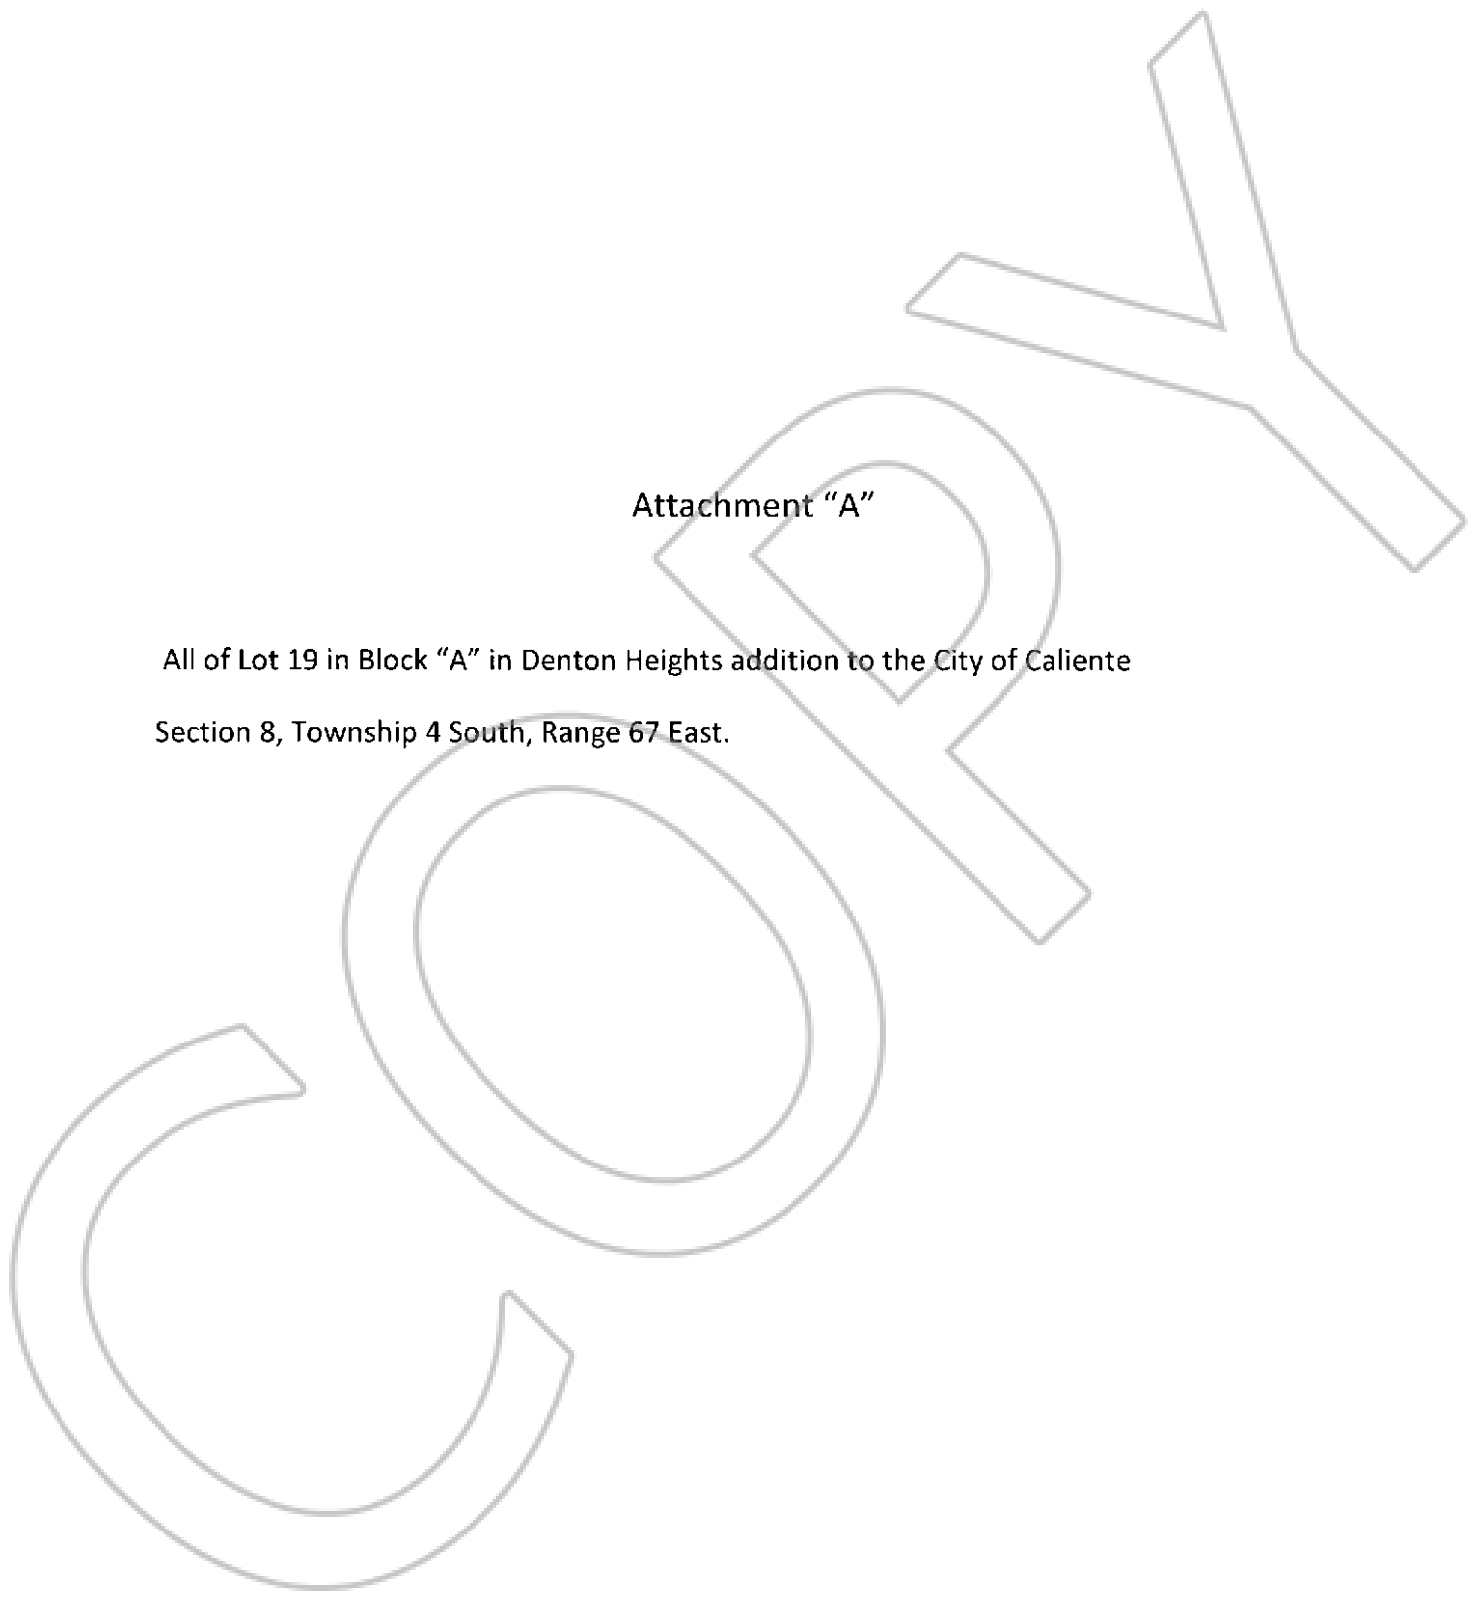 Attachment “A”
All of Lot 19 in Block “A” in Denton Heights addition to the City of Caliente
Section 8, Township 4 South, Range 67 East.
COPY